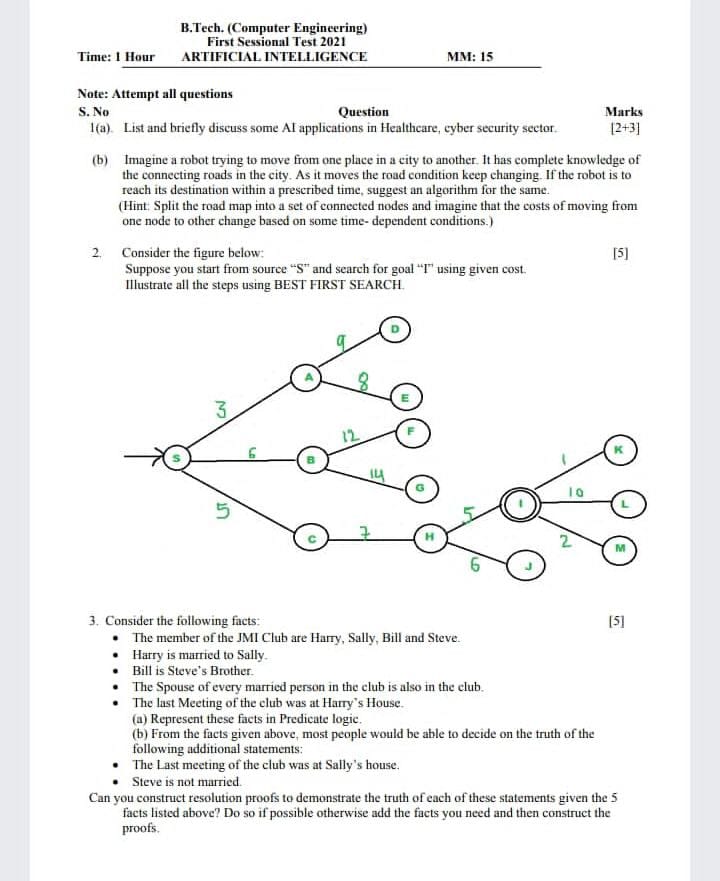 B.Tech. (Computer Engineering)
First Sessional Test 2021
Time: 1 Hour ARTIFICIAL INTELLIGENCE MM: 15
Note: Attempt all questions
S. No Question Marks
1(a). List and briefly discuss some AI applications in Healthcare, cyber security sector. [2+3]
(b) Imagine a robot trying to move from one place in a city to another. It has complete knowledge of
the connecting roads in the city. As it moves the road condition keep changing. If the robot is to
reach its destination within a prescribed time, suggest an algorithm for the same.
(Hint: Split the road map into a set of connected nodes and imagine that the costs of moving from
one node to other change based on some time- dependent conditions.)
2. Consider the figure below: [5]
Suppose you start from source "S" and search for goal "I" using given cost.
Illustrate all the steps using BEST FIRST SEARCH.
D
9
A
8
E
3
12
F
K
S
6
B
1
14
G
10
I
L
5
5
C
7
H
2
M
6
J
3. Consider the following facts: [5]
• The member of the JMI Club are Harry, Sally, Bill and Steve.
• Harry is married to Sally.
• Bill is Steve's Brother.
• The Spouse of every married person in the club is also in the club.
• The last Meeting of the club was at Harry's House.
(a) Represent these facts in Predicate logic.
(b) From the facts given above, most people would be able to decide on the truth of the
following additional statements:
• The Last meeting of the club was at Sally's house.
• Steve is not married.
Can you construct resolution proofs to demonstrate the truth of each of these statements given the 5
facts listed above? Do so if possible otherwise add the facts you need and then construct the
proofs.